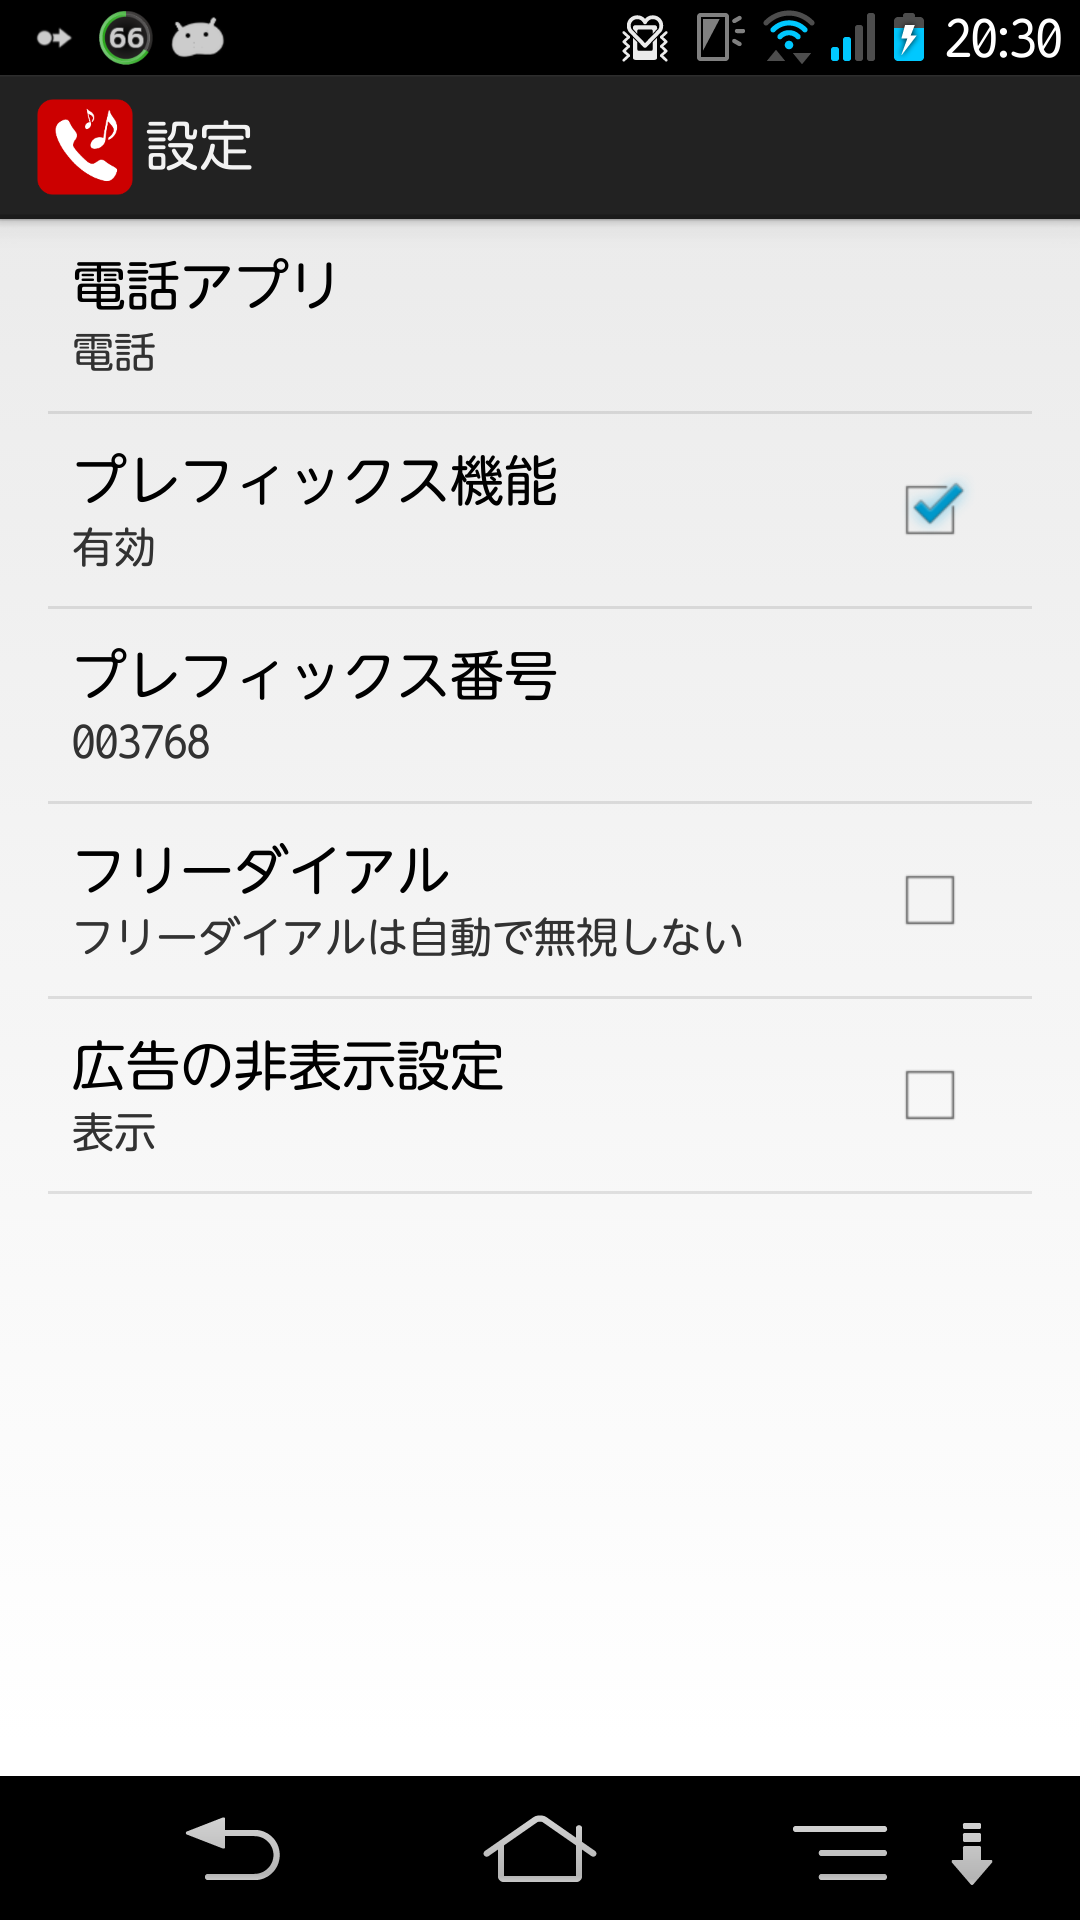 66
20:30
設定
電話アプリ
電話
プレフィックス機能
有効
プレフィックス番号
003768
フリーダイアル
フリーダイアルは自動で無視しない
広告の非表示設定
表示